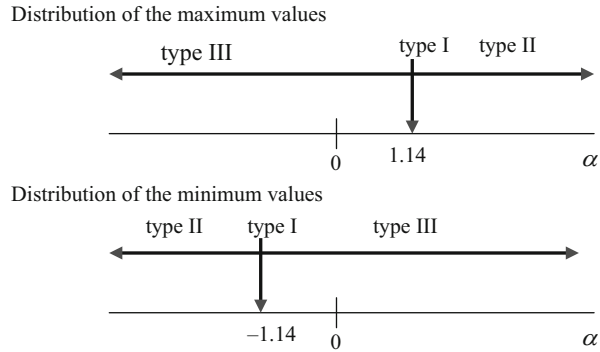 Distribution of the maximum values
type III type I type II
0 1.14 α
Distribution of the minimum values
type II type I type III
–1.14 0 α